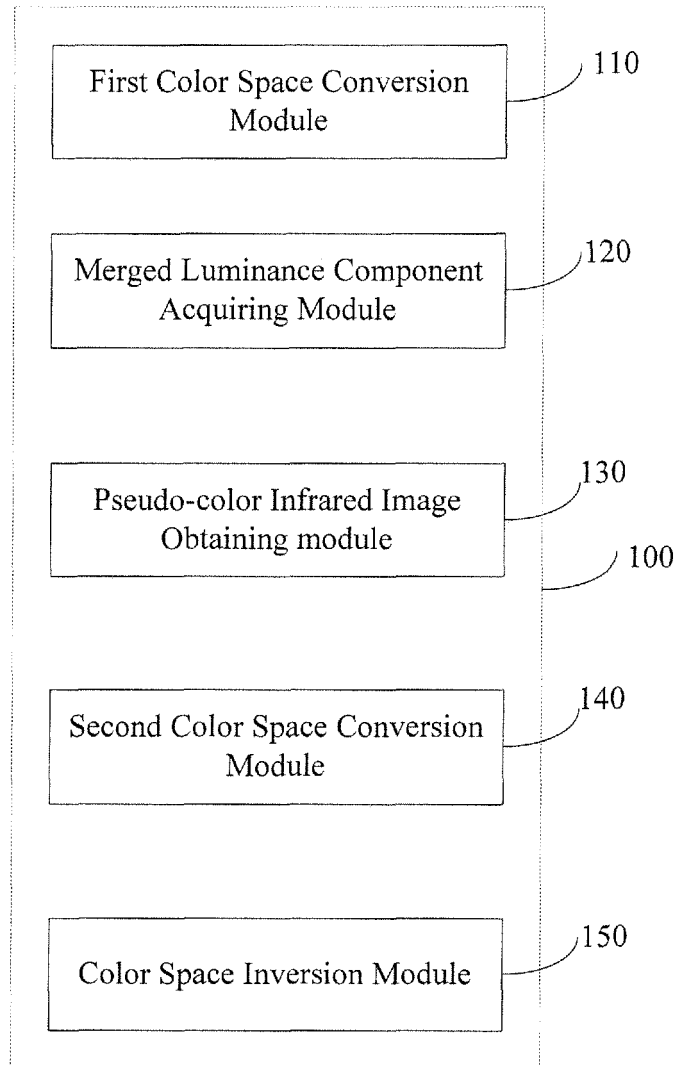 First Color Space Conversion
Module
110
Merged Luminance Component
Acquiring Module
120
Pseudo-color Infrared Image
Obtaining module
130
100
Second Color Space Conversion
Module
140
Color Space Inversion Module
150